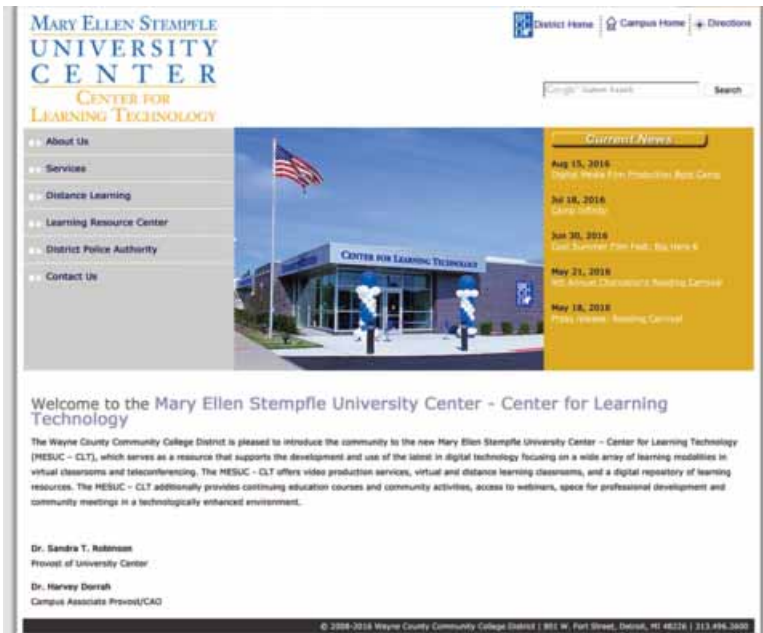 MARY ELLEN STEMPFLE
UNIVERSITY
CENTER
CENTER FOR
LEARNING TECHNOLOGY
District Home
Campus Home
Directions
Google Custom Search
Search
About Us
Services
Distance Learning
Learning Resource Center
District Police Authority
Contact Us
CENTER FOR LEARNING TECHNOLOGY
Current News
Aug 15, 2016
Digital Media Film Production Boot Camp
Jul 18, 2016
Camp Infinity
Jun 30, 2016
Cool Summer Film Fest: Big Hero 6
May 21, 2016
Annual Chancellor's Reading Carnival
May 18, 2016
Press release: Reading Carnival
Welcome to the Mary Ellen Stempfle University Center - Center for Learning
Technology
The Wayne County Community College District is pleased to introduce the community to the new Mary Ellen Stempfle University Center – Center for Learning Technology
(MESUC – CLT), which serves as a resource that supports the development and use of the latest in digital technology focusing on a wide array of learning modalities in
virtual classrooms and teleconferencing. The MESUC - CLT offers video production services, virtual and distance learning classrooms, and a digital repository of learning
resources. The MESUC – CLT additionally provides continuing education courses and community activities, access to webinars, space for professional development and
community meetings in a technologically enhanced environment.
Dr. Sandra T. Robinson
Provost of University Center
Dr. Harvey Dorrah
Campus Associate Provost/CAO
© 2008-2016 Wayne County Community College District | 801 W. Fort Street, Detroit, MI 48226 | 313.496.2600